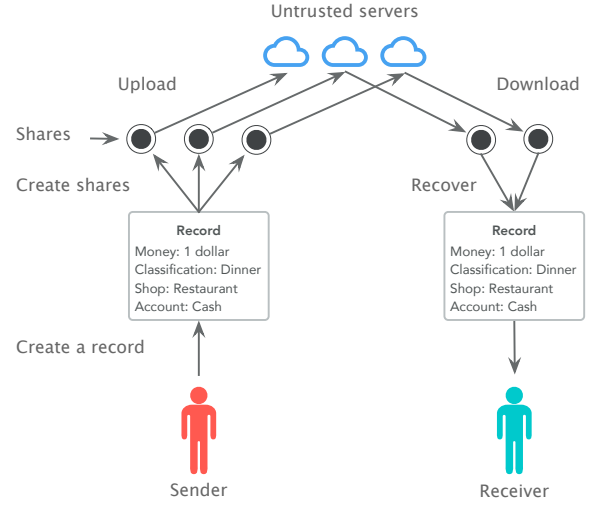 Untrusted servers
Upload
Download
Shares
Create shares
Recover
Record
Money: 1 dollar
Classification: Dinner
Shop: Restaurant
Account: Cash
Record
Money: 1 dollar
Classification: Dinner
Shop: Restaurant
Account: Cash
Create a record
Sender
Receiver